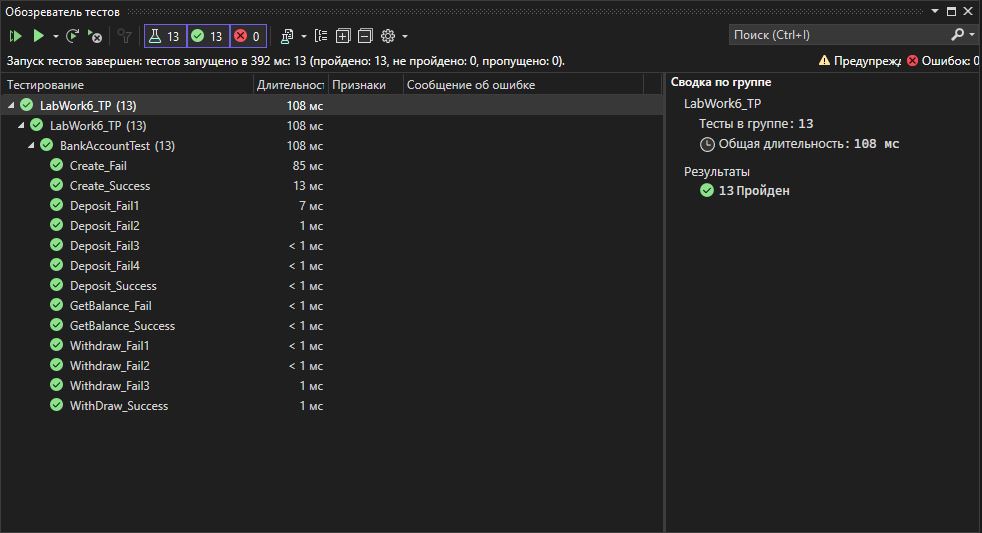 Обозреватель тестов
13 13 0
Поиск (Ctrl+I)
Запуск тестов завершен: тестов запущено в 392 мс: 13 (пройдено: 13, не пройдено: 0, пропущено: 0).
Предупрежд Ошибок: 0
Тестирование Длительност Признаки Сообщение об ошибке
LabWork6_TP (13) 108 мс
LabWork6_TP (13) 108 мс
BankAccountTest (13) 108 мс
Create_Fail 85 мс
Create_Success 13 мс
Deposit_Fail1 7 мс
Deposit_Fail2 1 мс
Deposit_Fail3 < 1 мс
Deposit_Fail4 < 1 мс
Deposit_Success < 1 мс
GetBalance_Fail < 1 мс
GetBalance_Success < 1 мс
Withdraw_Fail1 < 1 мс
Withdraw_Fail2 < 1 мс
Withdraw_Fail3 1 мс
WithDraw_Success 1 мс
Сводка по группе
LabWork6_TP
Тесты в группе: 13
Общая длительность: 108 мс
Результаты
13 Пройден